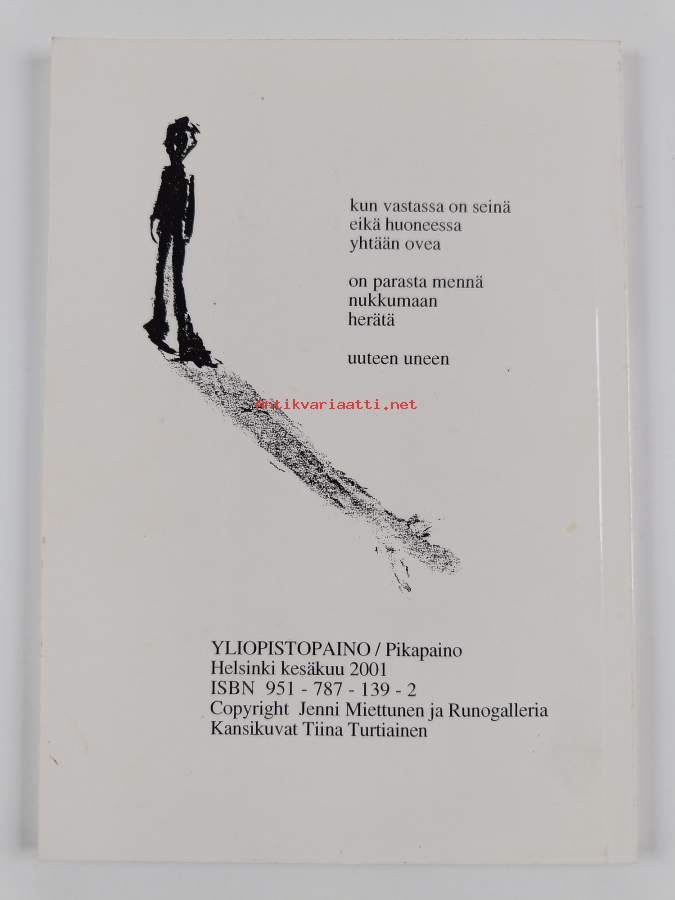 kun vastassa on seinä
eikä huoneessa
yhtään ovea
on parasta mennä
nukkumaan
herätä
uuteen uneen
antikvariaatti.net
YLIOPISTOPAINO / Pikapaino
Helsinki kesäkuu 2001
ISBN 951 - 787 - 139 - 2
Copyright Jenni Miettunen ja Runogalleria
Kansikuvat Tiina Turtiainen